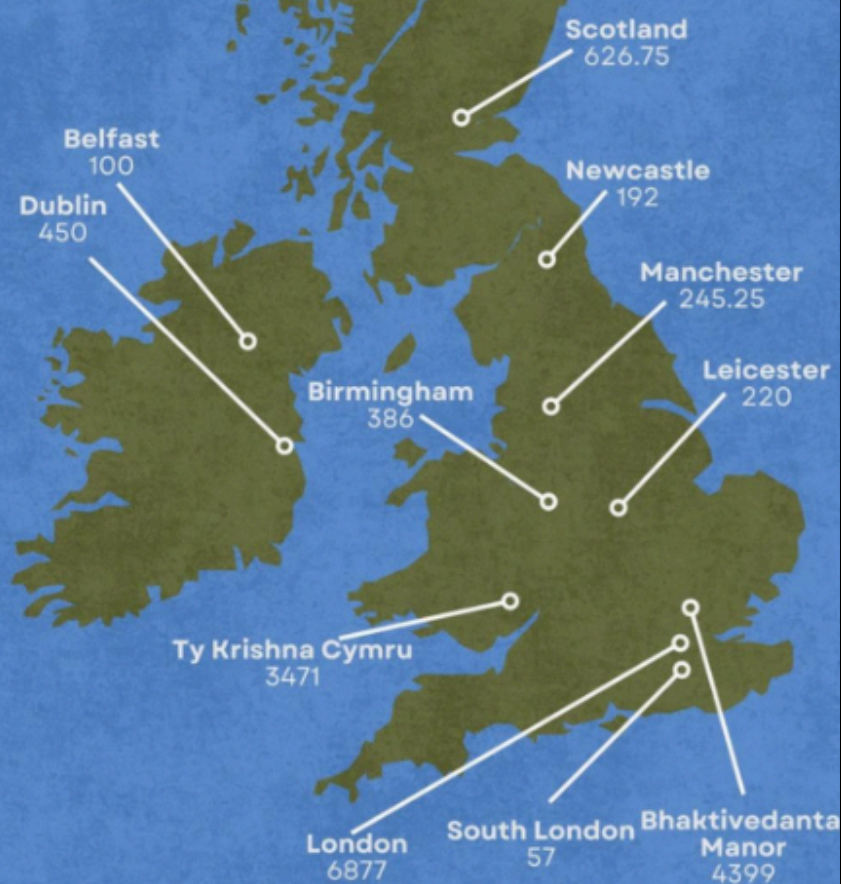 Scotland
626.75
Belfast
100
Newcastle
192
Dublin
450
Manchester
245.25
Leicester
220
Birmingham
386
Ty Krishna Cymru
3471
London
6877
South London
57
Bhaktivedanta
Manor
4399